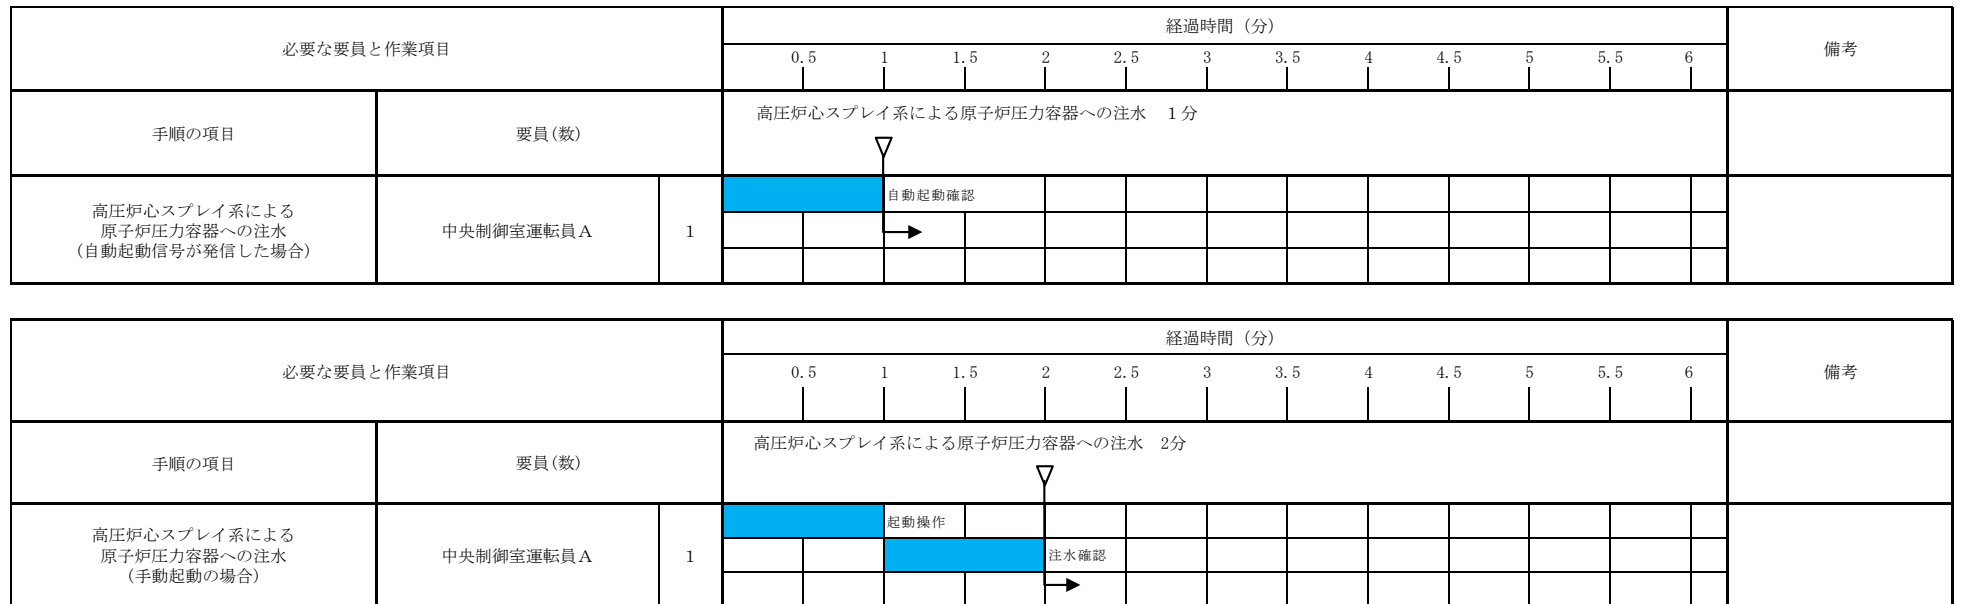 必要な要員と作業項目
経過時間（分）
備考
0.5 1 1.5 2 2.5 3 3.5 4 4.5 5 5.5 6
手順の項目
要員(数)
高圧炉心スプレイ系による原子炉圧力容器への注水　１分
高圧炉心スプレイ系による
原子炉圧力容器への注水
（自動起動信号が発信した場合）
中央制御室運転員Ａ
1
自動起動確認
必要な要員と作業項目
経過時間（分）
備考
0.5 1 1.5 2 2.5 3 3.5 4 4.5 5 5.5 6
手順の項目
要員(数)
高圧炉心スプレイ系による原子炉圧力容器への注水　2分
高圧炉心スプレイ系による
原子炉圧力容器への注水
（手動起動の場合）
中央制御室運転員Ａ
1
起動操作
注水確認